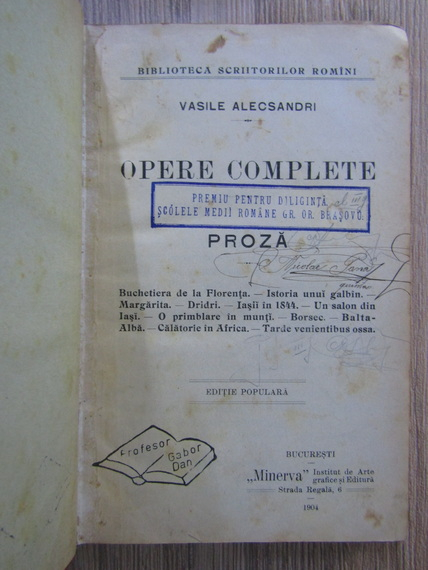 BIBLIOTECA SCRIITORILOR ROMÎNI
VASILE ALECSANDRI
OPERE COMPLETE
PREMIU PENTRU DILIGINȚĂ
ȘCÓLELE MEDII ROMÂNE GR. OR. BRAȘOVŬ.
PROZĂ
Nicolae
Buchetiera de la Florența. — Istoria unui galbin. —
Margărita. — Dridri. — Iașii în 1844. — Un salon din
Iași. — O primblare în munți. — Borsec. — Balta-
Albă. — Călătorie în Africa. — Tarde venientibus ossa.
EDIȚIE POPULARĂ
Profesor
Gabor
Dan
BUCUREȘTI
„Minerva" Institut de Arte
grafice și Editură
Strada Regală, 6
1904